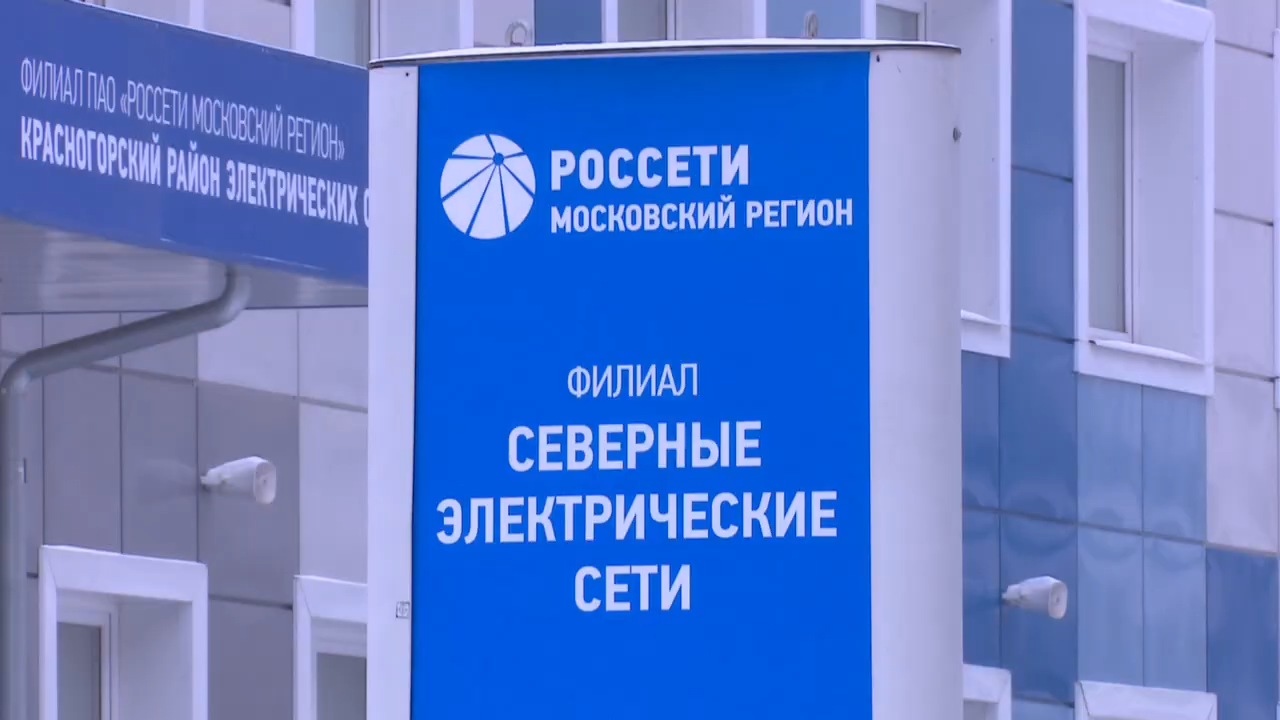 ФИЛИАЛ ПАО «РОССЕТИ МОСКОВСКИЙ РЕГИОН»
КРАСНОГОРСКИЙ РАЙОН ЭЛЕКТРИЧЕСКИХ
РОССЕТИ
МОСКОВСКИЙ РЕГИОН
ФИЛИАЛ
СЕВЕРНЫЕ
ЭЛЕКТРИЧЕСКИЕ
СЕТИ